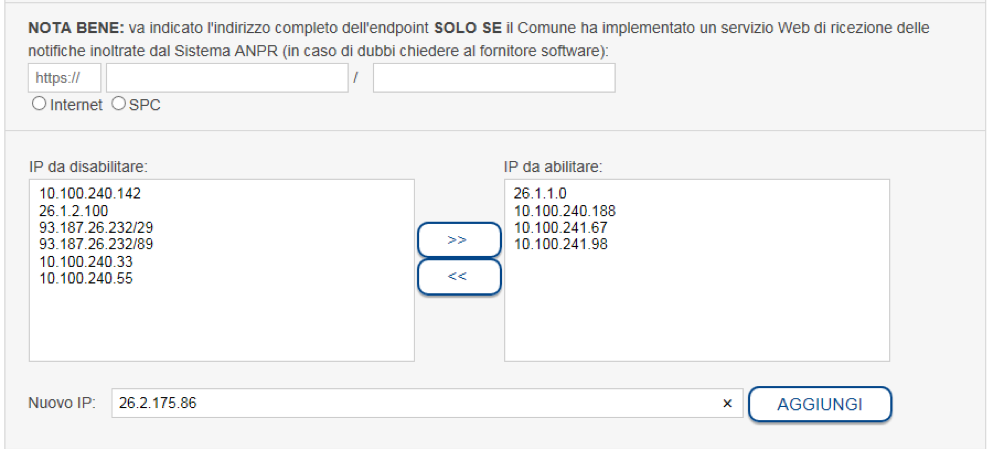 NOTA BENE: va indicato l'indirizzo completo dell'endpoint SOLO SE il Comune ha implementato un servizio Web di ricezione delle
notifiche inoltrate dal Sistema ANPR (in caso di dubbi chiedere al fornitore software):
https:// /
Internet SPC
IP da disabilitare:
10.100.240.142
26.1.2.100
93.187.26.232/29
93.187.26.232/89
10.100.240.33
10.100.240.55
>>
<<
IP da abilitare:
26.1.1.0
10.100.240.188
10.100.241.67
10.100.241.98
Nuovo IP: 26.2.175.86 x AGGIUNGI